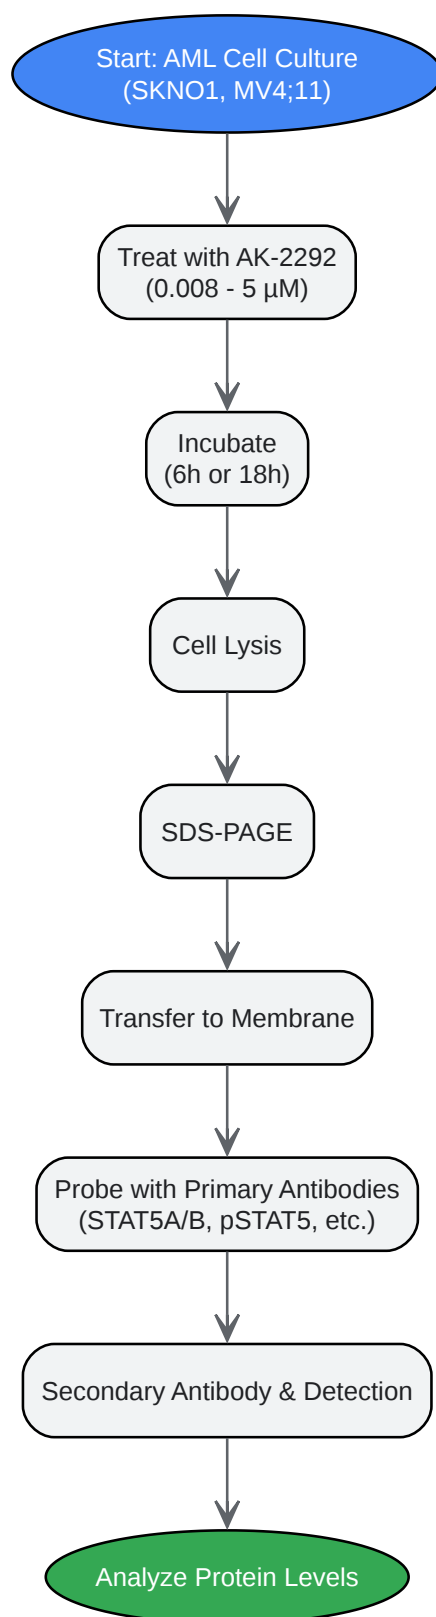 Start: AML Cell Culture
(SKNO1, MV4;11)
Treat with AK-2292
(0.008 - 5 µM)
Incubate
(6h or 18h)
Cell Lysis
SDS-PAGE
Transfer to Membrane
Probe with Primary Antibodies
(STAT5A/B, pSTAT5, etc.)
Secondary Antibody & Detection
Analyze Protein Levels